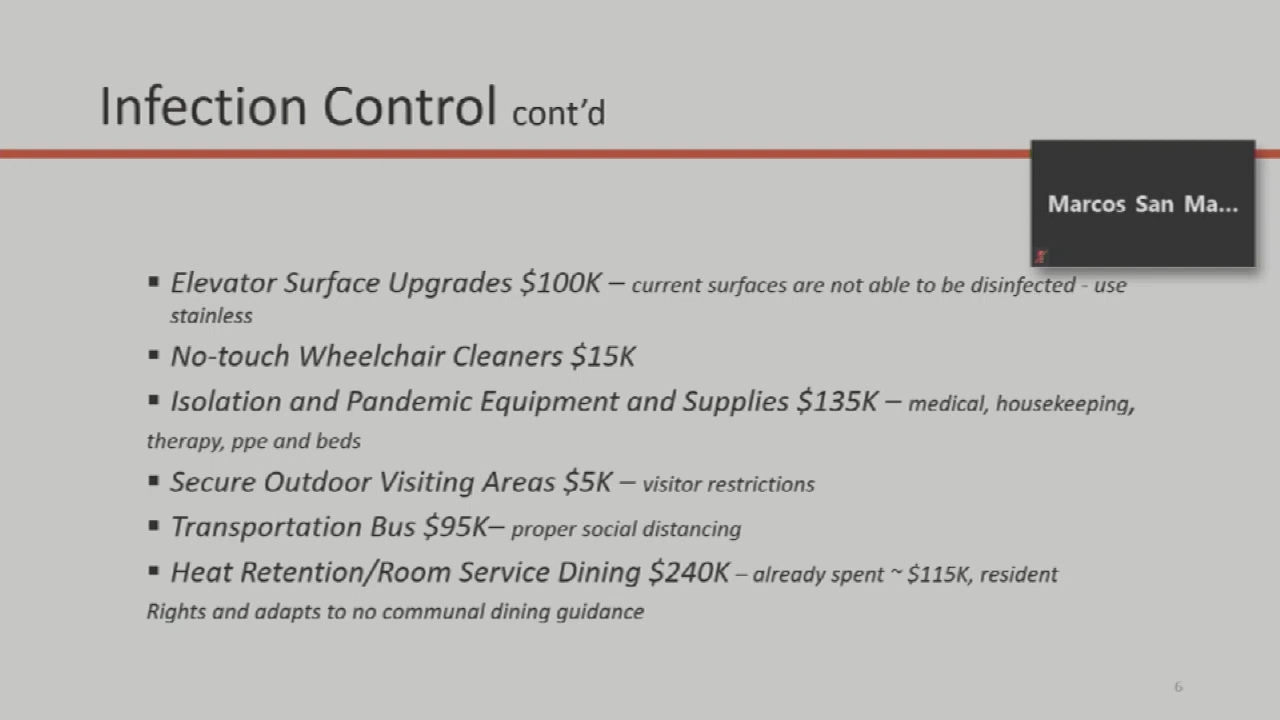 Infection Control cont’d
Marcos San Ma...
▪ Elevator Surface Upgrades $100K – current surfaces are not able to be disinfected - use
stainless
▪ No-touch Wheelchair Cleaners $15K
▪ Isolation and Pandemic Equipment and Supplies $135K – medical, housekeeping,
therapy, ppe and beds
▪ Secure Outdoor Visiting Areas $5K – visitor restrictions
▪ Transportation Bus $95K– proper social distancing
▪ Heat Retention/Room Service Dining $240K – already spent ~ $115K, resident
Rights and adapts to no communal dining guidance
6